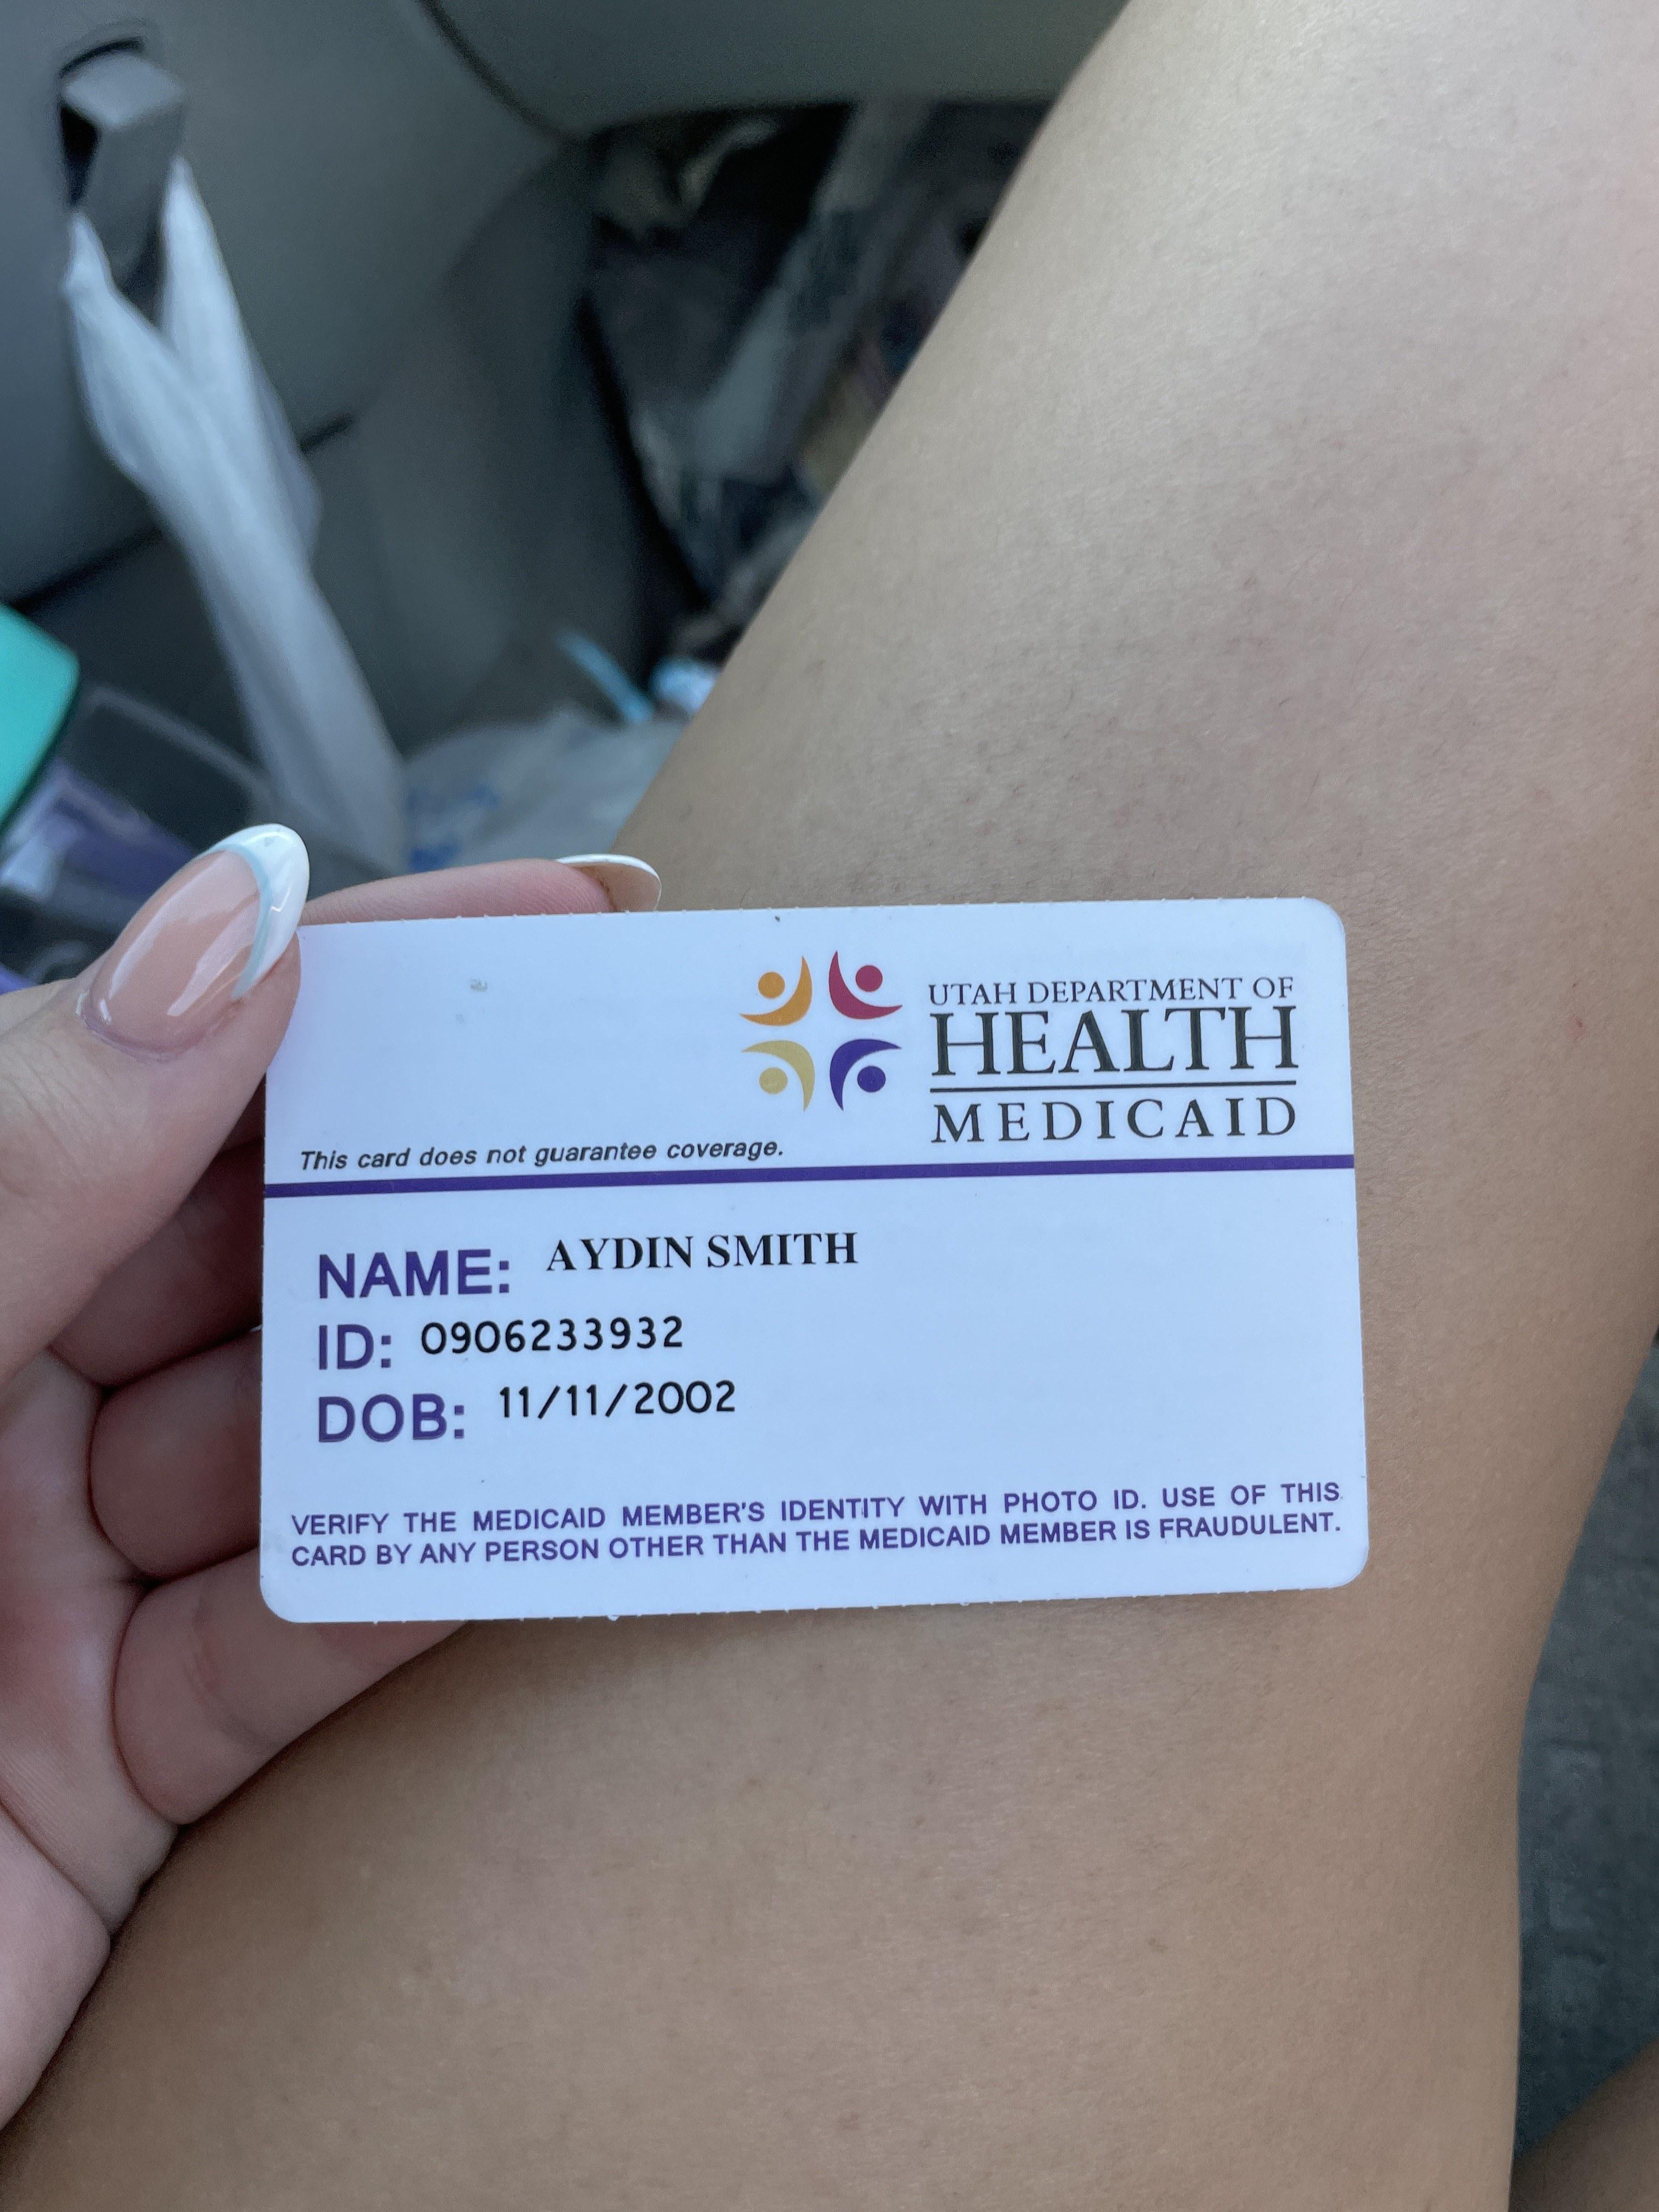 UTAH DEPARTMENT OF
HEALTH
MEDICAID
This card does not guarantee coverage.
NAME: AYDIN SMITH
ID: 0906233932
DOB: 11/11/2002
VERIFY THE MEDICAID MEMBER'S IDENTITY WITH PHOTO ID. USE OF THIS
CARD BY ANY PERSON OTHER THAN THE MEDICAID MEMBER IS FRAUDULENT.